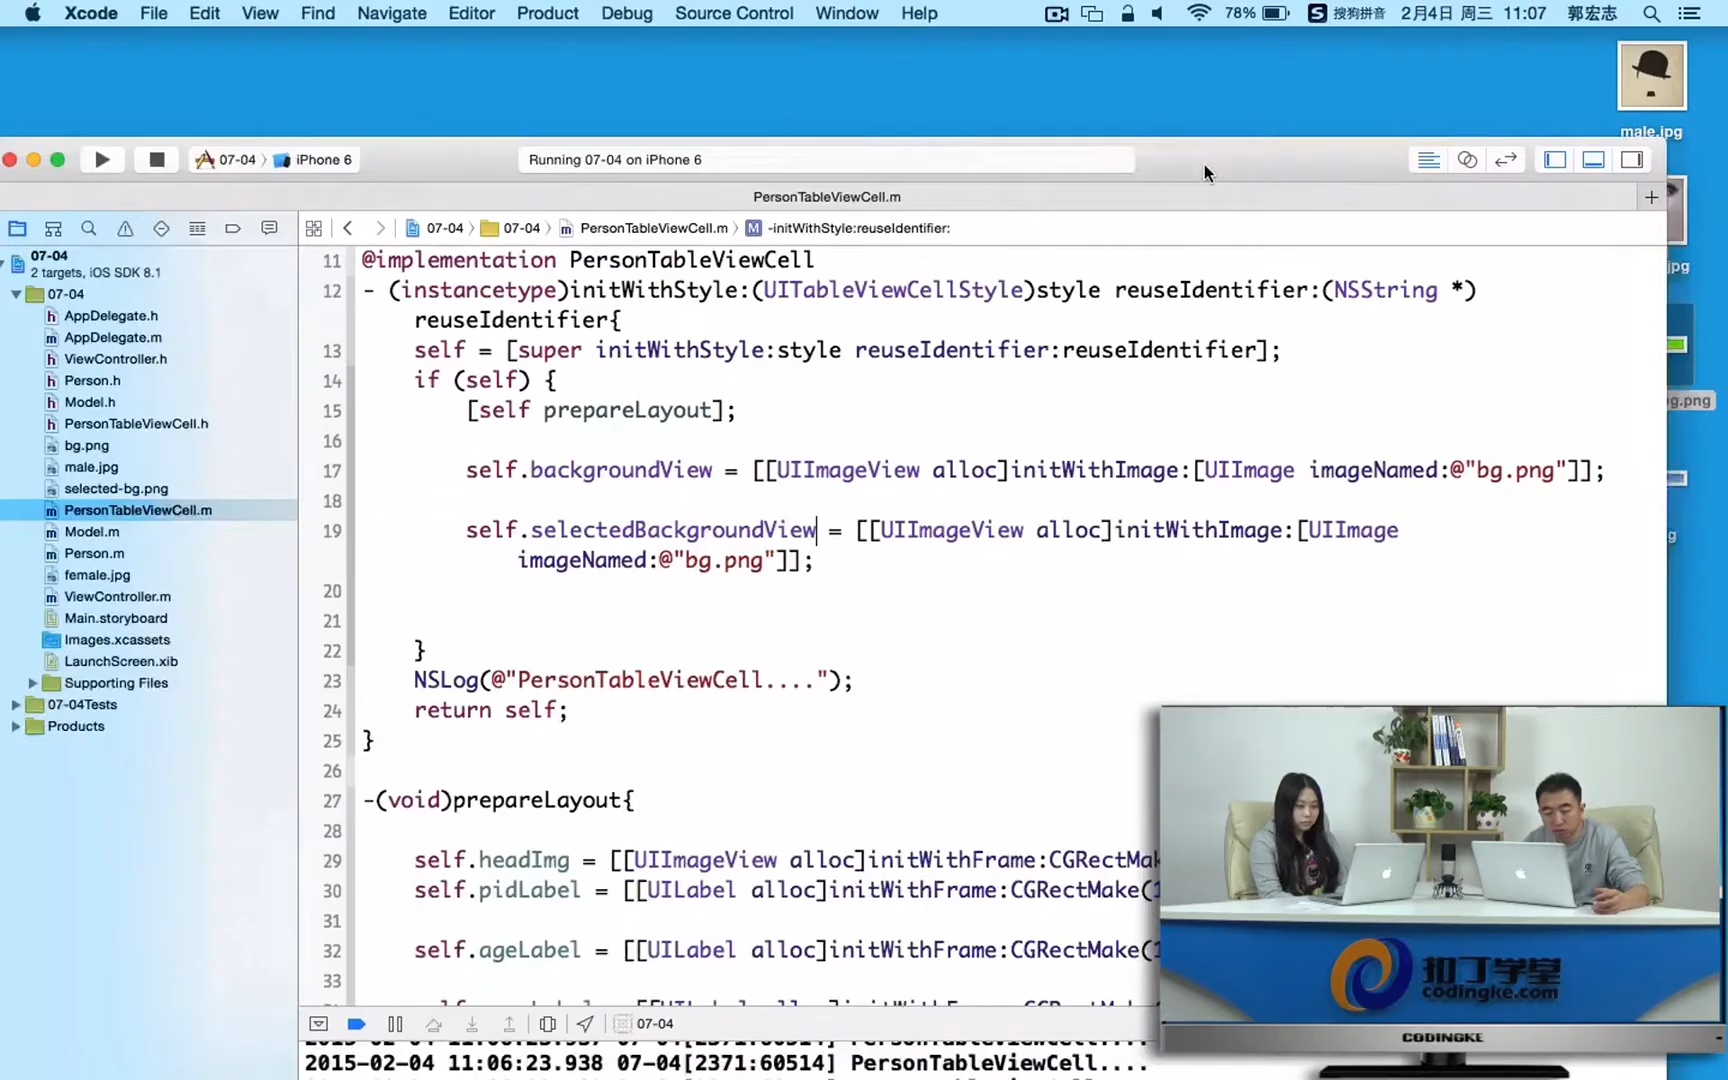 Xcode File Edit View Find Navigate Editor Product Debug Source Control Window Help 78% 搜狗拼音 2月4日 周三 11:07 郭宏志
male.jpg
07-04 iPhone 6 Running 07-04 on iPhone 6
PersonTableViewCell.m
07-04 07-04 PersonTableViewCell.m M -initWithStyle:reuseIdentifier:
07-04
2 targets, iOS SDK 8.1
07-04
h AppDelegate.h
m AppDelegate.m
h ViewController.h
h Person.h
h Model.h
h PersonTableViewCell.h
bg.png
male.jpg
selected-bg.png
m PersonTableViewCell.m
m Model.m
m Person.m
female.jpg
m ViewController.m
Main.storyboard
Images.xcassets
LaunchScreen.xib
Supporting Files
07-04Tests
Products
11 @implementation PersonTableViewCell
12 - (instancetype)initWithStyle:(UITableViewCellStyle)style reuseIdentifier:(NSString *)
reuseIdentifier{
13 self = [super initWithStyle:style reuseIdentifier:reuseIdentifier];
14 if (self) {
15 [self prepareLayout];
16
17 self.backgroundView = [[UIImageView alloc]initWithImage:[UIImage imageNamed:@"bg.png"]];
18
19 self.selectedBackgroundView = [[UIImageView alloc]initWithImage:[UIImage
imageNamed:@"bg.png"]];
20
21
22 }
23 NSLog(@"PersonTableViewCell....");
24 return self;
25 }
26
27 -(void)prepareLayout{
28
29 self.headImg = [[UIImageView alloc]initWithFrame:CGRectMak
30 self.pidLabel = [[UILabel alloc]initWithFrame:CGRectMake(1
31
32 self.ageLabel = [[UILabel alloc]initWithFrame:CGRectMake(1
33
07-04
2015-02-04 11:06:23.938 07-04[2371:60514] PersonTableViewCell....
jpg
g.png
扣丁学堂
codingke.com
CODINGKE